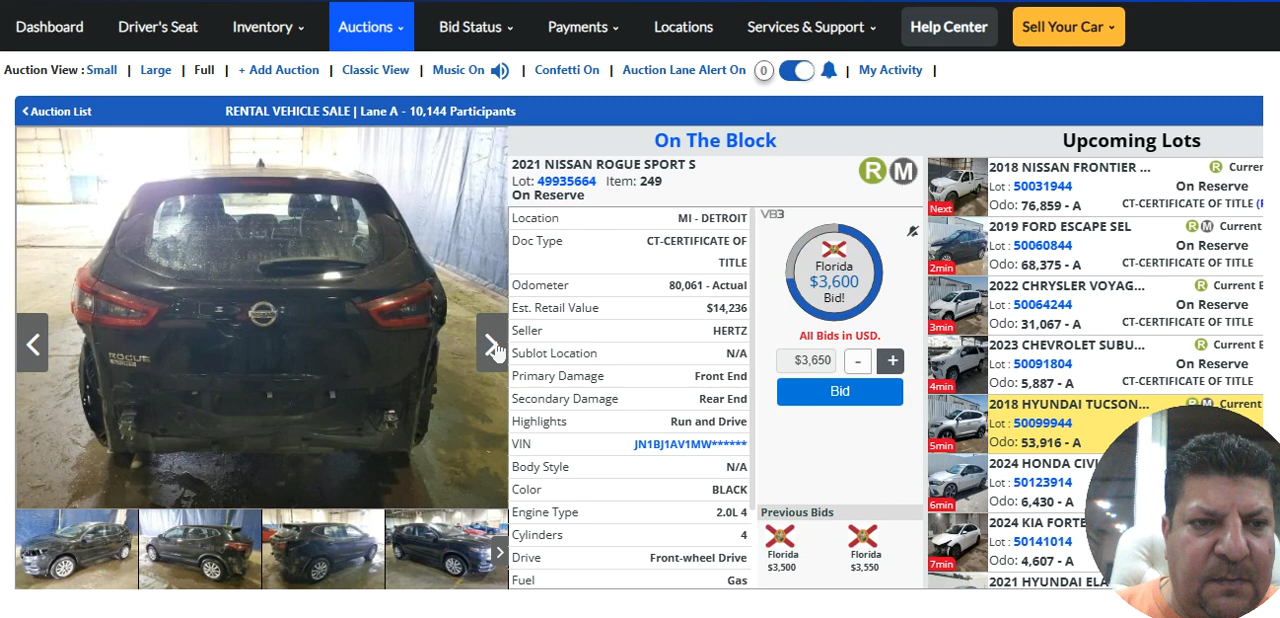 Dashboard Driver's Seat Inventory Auctions Bid Status Payments Locations Services & Support Help Center Sell Your Car
Auction View : Small | Large | Full | + Add Auction | Classic View | Music On | Confetti On | Auction Lane Alert On 0 | My Activity |
Auction List RENTAL VEHICLE SALE | Lane A - 10,144 Participants
On The Block
2021 NISSAN ROGUE SPORT S
Lot: 49935664 Item: 249
On Reserve
R M
Location MI - DETROIT
Doc Type CT-CERTIFICATE OF
TITLE
Odometer 80,061 - Actual
Est. Retail Value $14,236
Seller HERTZ
Sublot Location N/A
Primary Damage Front End
Secondary Damage Rear End
Highlights Run and Drive
VIN JN1BJ1AV1MW******
Body Style N/A
Color BLACK
Engine Type 2.0L 4
Cylinders 4
Drive Front-wheel Drive
Fuel Gas
VB3
Florida
$3,600
Bid!
All Bids in USD.
$3,650 - +
Bid
Previous Bids
Florida Florida
$3,500 $3,550
Upcoming Lots
2018 NISSAN FRONTIER ... R Curren
Lot : 50031944 On Reserve
Odo: 76,859 - A CT-CERTIFICATE OF TITLE (F
Next
2019 FORD ESCAPE SEL R M Current
Lot : 50060844 On Reserve
Odo: 68,375 - A CT-CERTIFICATE OF TITLE
2min
2022 CHRYSLER VOYAG... R Current E
Lot : 50064244 On Reserve
Odo: 31,067 - A CT-CERTIFICATE OF TITLE
3min
2023 CHEVROLET SUBU... R Current E
Lot : 50091804 On Reserve
Odo: 5,887 - A CT-CERTIFICATE OF TITLE
4min
2018 HYUNDAI TUCSON... R M Current
Lot : 50099944
Odo: 53,916 - A
5min
2024 HONDA CIVI
Lot : 50123914
Odo: 6,430 - A
6min
2024 KIA FORTE
Lot : 50141014
Odo: 4,607 - A
7min
2021 HYUNDAI ELA
ROGUE